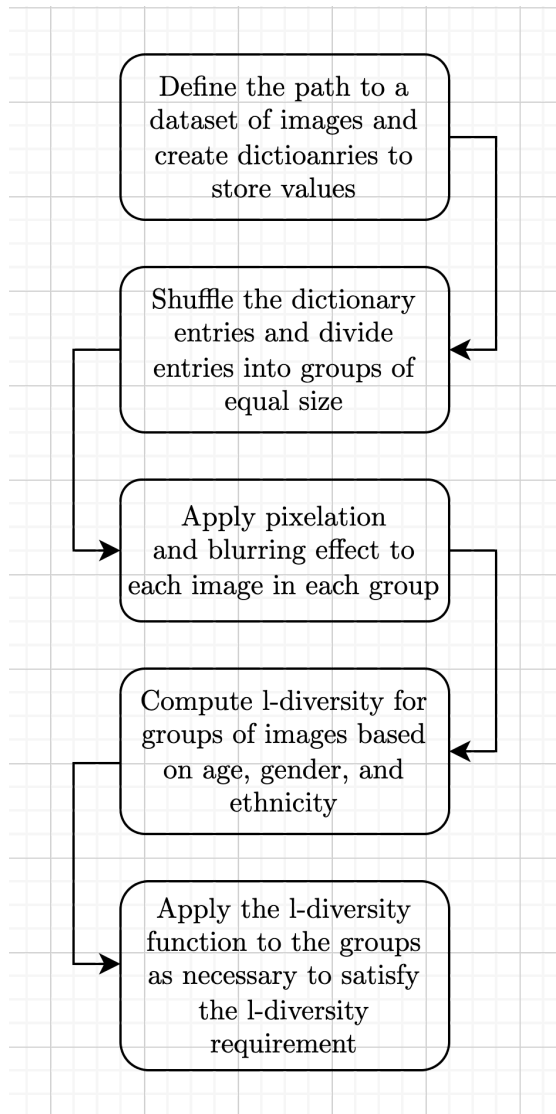 Define the path to a
dataset of images and
create dictioanries to
store values
Shuffle the dictionary
entries and divide
entries into groups of
equal size
Apply pixelation
and blurring effect to
each image in each group
Compute l-diversity for
groups of images based
on age, gender, and
ethnicity
Apply the l-diversity
function to the groups
as necessary to satisfy
the l-diversity
requirement